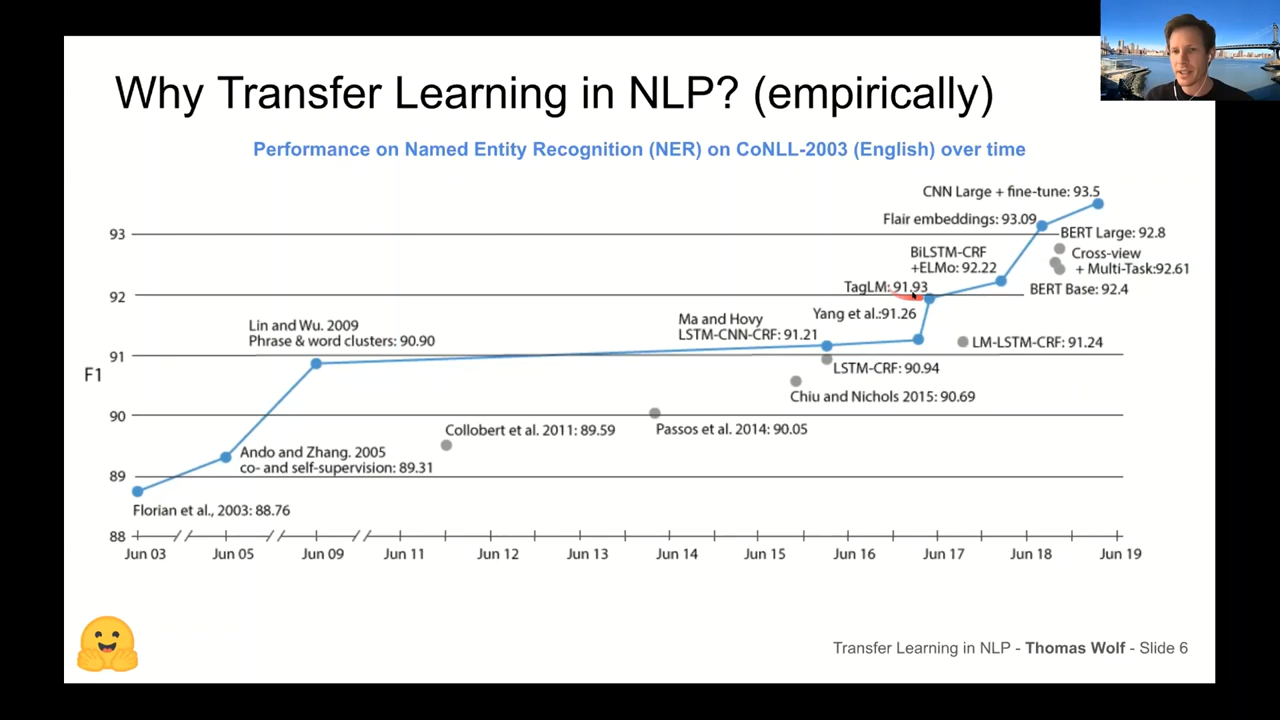 Why Transfer Learning in NLP? (empirically)
Performance on Named Entity Recognition (NER) on CoNLL-2003 (English) over time
CNN Large + fine-tune: 93.5
Flair embeddings: 93.09
93
BERT Large: 92.8
BiLSTM-CRF
+ELMo: 92.22
Cross-view
+ Multi-Task:92.61
TagLM: 91.93
BERT Base: 92.4
92
Yang et al.:91.26
Lin and Wu. 2009
Phrase & word clusters: 90.90
Ma and Hovy
LSTM-CNN-CRF: 91.21
LM-LSTM-CRF: 91.24
91
F1
LSTM-CRF: 90.94
Chiu and Nichols 2015: 90.69
90
Collobert et al. 2011: 89.59
Passos et al. 2014: 90.05
Ando and Zhang. 2005
co- and self-supervision: 89.31
89
Florian et al., 2003: 88.76
88
Jun 03 Jun 05 Jun 09 Jun 11 Jun 12 Jun 13 Jun 14 Jun 15 Jun 16 Jun 17 Jun 18 Jun 19
Transfer Learning in NLP - Thomas Wolf - Slide 6